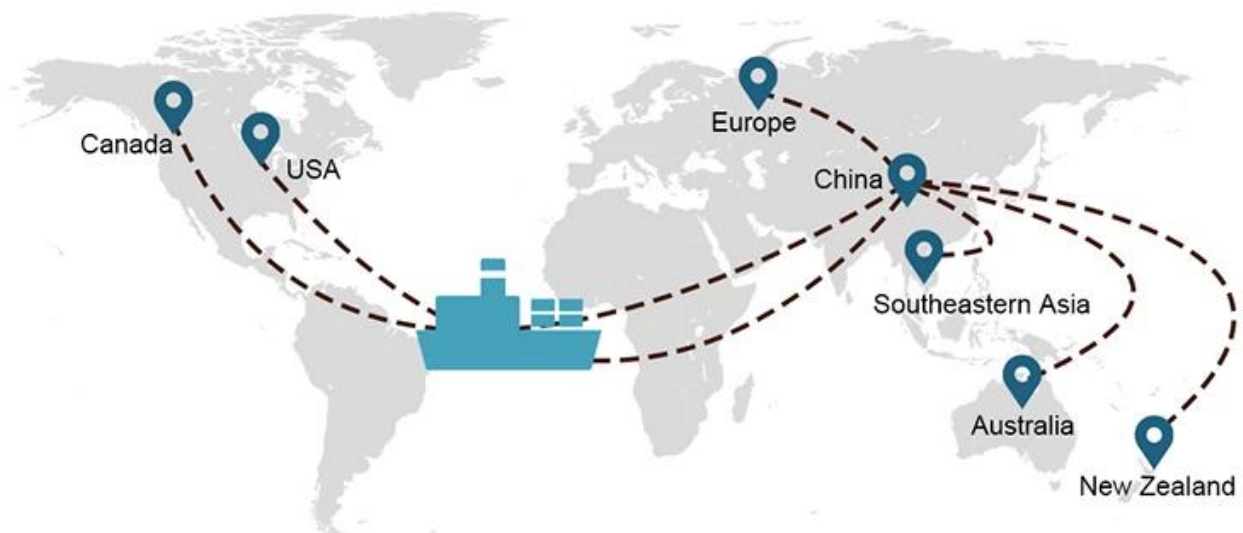 Canada
USA
Europe
China
Southeastern Asia
Australia
New Zealand